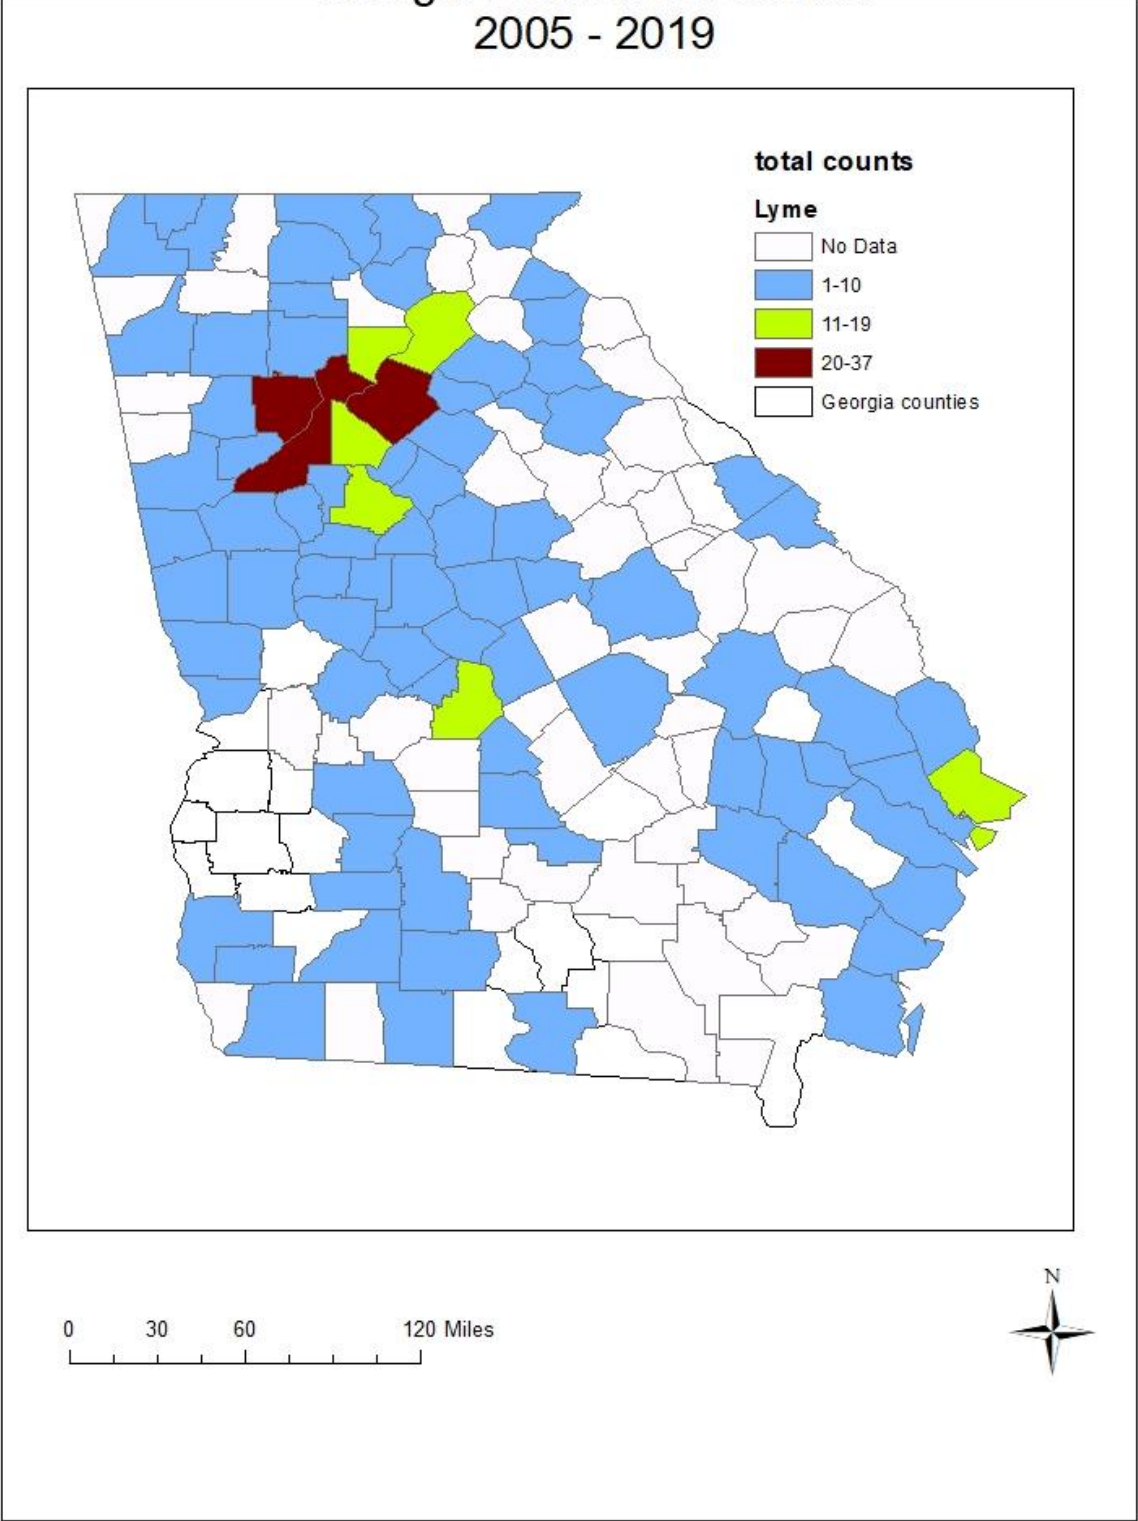 2005 - 2019
total counts
Lyme
No Data
1-10
11-19
20-37
Georgia counties
N
0 30 60 120 Miles